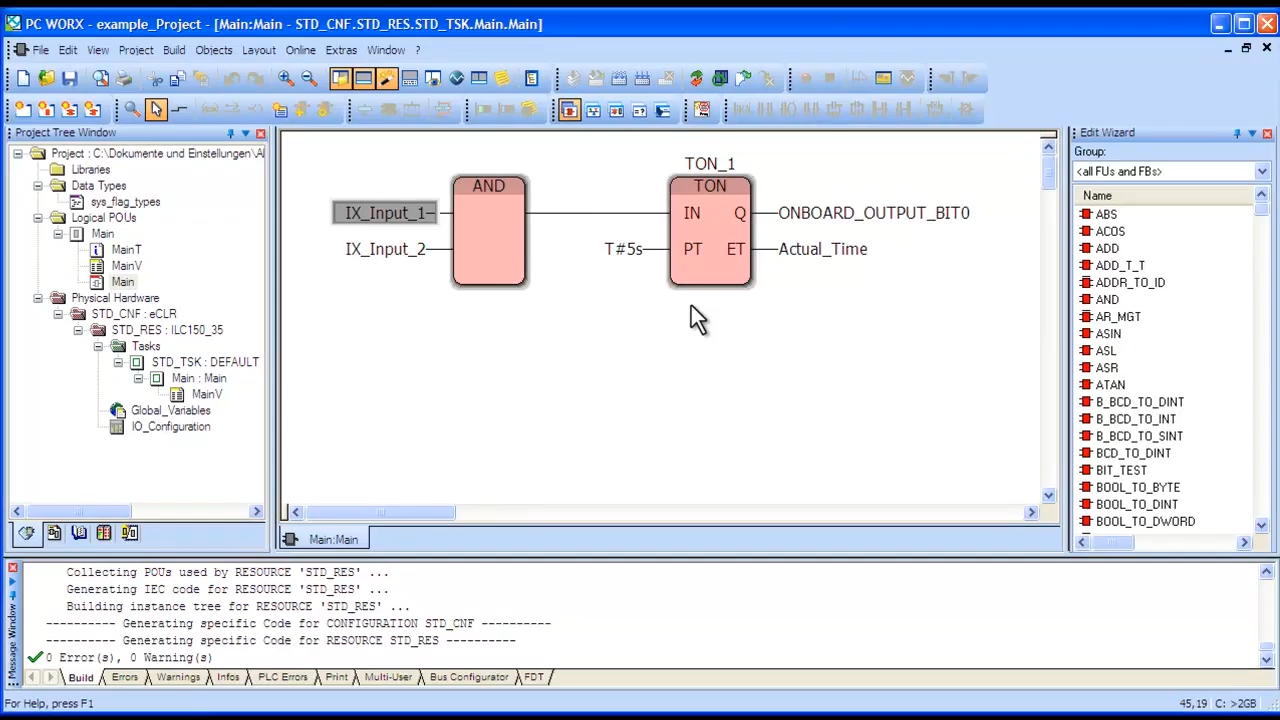 PC WORX - example_Project - [Main:Main - STD_CNF.STD_RES.STD_TSK.Main.Main]
File Edit View Project Build Objects Layout Online Extras Window ?
Project Tree Window
Project : C:\Dokumente und Einstellungen\Al
Libraries
Data Types
sys_flag_types
Logical POUs
Main
MainT
MainV
Main
Physical Hardware
STD_CNF : eCLR
STD_RES : ILC150_35
Tasks
STD_TSK : DEFAULT
Main : Main
MainV
Global_Variables
IO_Configuration
TON_1
AND
TON
IX_Input_1
IN
Q
ONBOARD_OUTPUT_BIT0
IX_Input_2
T#5s
PT
ET
Actual_Time
Main:Main
Edit Wizard
Group:
<all FUs and FBs>
Name
ABS
ACOS
ADD
ADD_T_T
ADDR_TO_ID
AND
AR_MGT
ASIN
ASL
ASR
ATAN
B_BCD_TO_DINT
B_BCD_TO_INT
B_BCD_TO_SINT
BCD_TO_DINT
BIT_TEST
BOOL_TO_BYTE
BOOL_TO_DINT
BOOL_TO_DWORD
Message Window
Collecting POUs used by RESOURCE 'STD_RES' ...
Generating IEC code for RESOURCE 'STD_RES' ...
Building instance tree for RESOURCE 'STD_RES' ...
---------- Generating specific Code for CONFIGURATION STD_CNF ----------
---------- Generating specific Code for RESOURCE STD_RES ----------
0 Error(s), 0 Warning(s)
Build Errors Warnings Infos PLC Errors Print Multi-User Bus Configurator FDT
For Help, press F1
45,19 C: >2GB